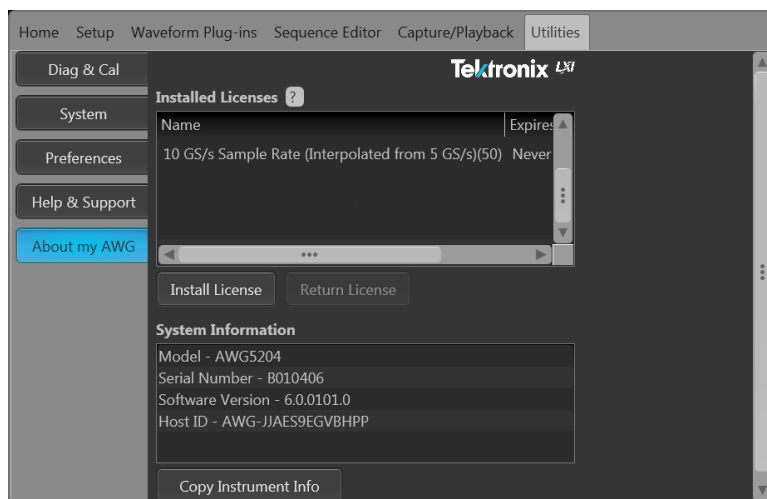 Home Setup Waveform Plug-ins Sequence Editor Capture/Playback Utilities
Diag & Cal
System
Preferences
Help & Support
About my AWG
Tektronix LXI
Installed Licenses ?
Name Expires
10 GS/s Sample Rate (Interpolated from 5 GS/s)(50) Never
Install License Return License
System Information
Model - AWG5204
Serial Number - B010406
Software Version - 6.0.0101.0
Host ID - AWG-JJAES9EGVBHPP
Copy Instrument Info